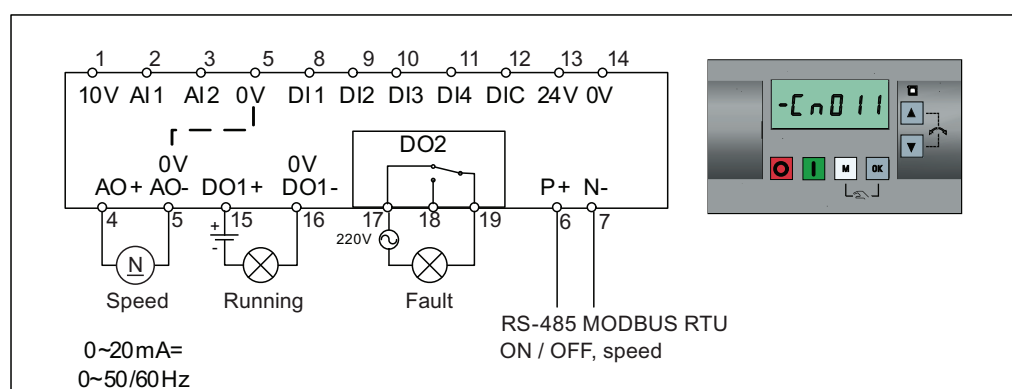 1 2 3 5 8 9 10 11 12 13 14
10V AI1 AI2 0V DI1 DI2 DI3 DI4 DIC 24V 0V
-Cn011
M OK
DO2
0V 0V
AO+ AO- DO1+ DO1- P+ N-
4 5 15 16 17 18 19 6 7
+
-
220V
N
Speed Running Fault
RS-485 MODBUS RTU
ON / OFF, speed
0~20mA=
0~50/60Hz